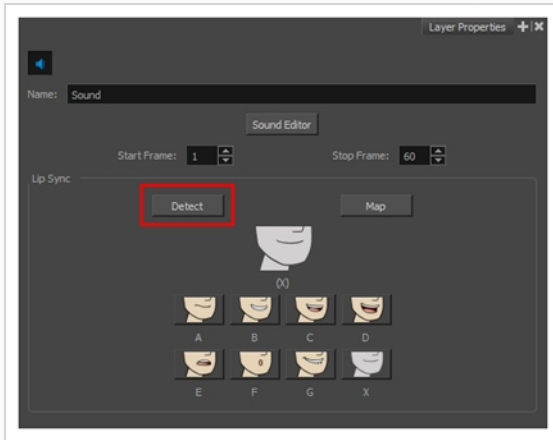 Layer Properties
Name: Sound
Sound Editor
Start Frame: 1 Stop Frame: 60
Lip Sync
Detect Map
(X)
A B C D
E F G X